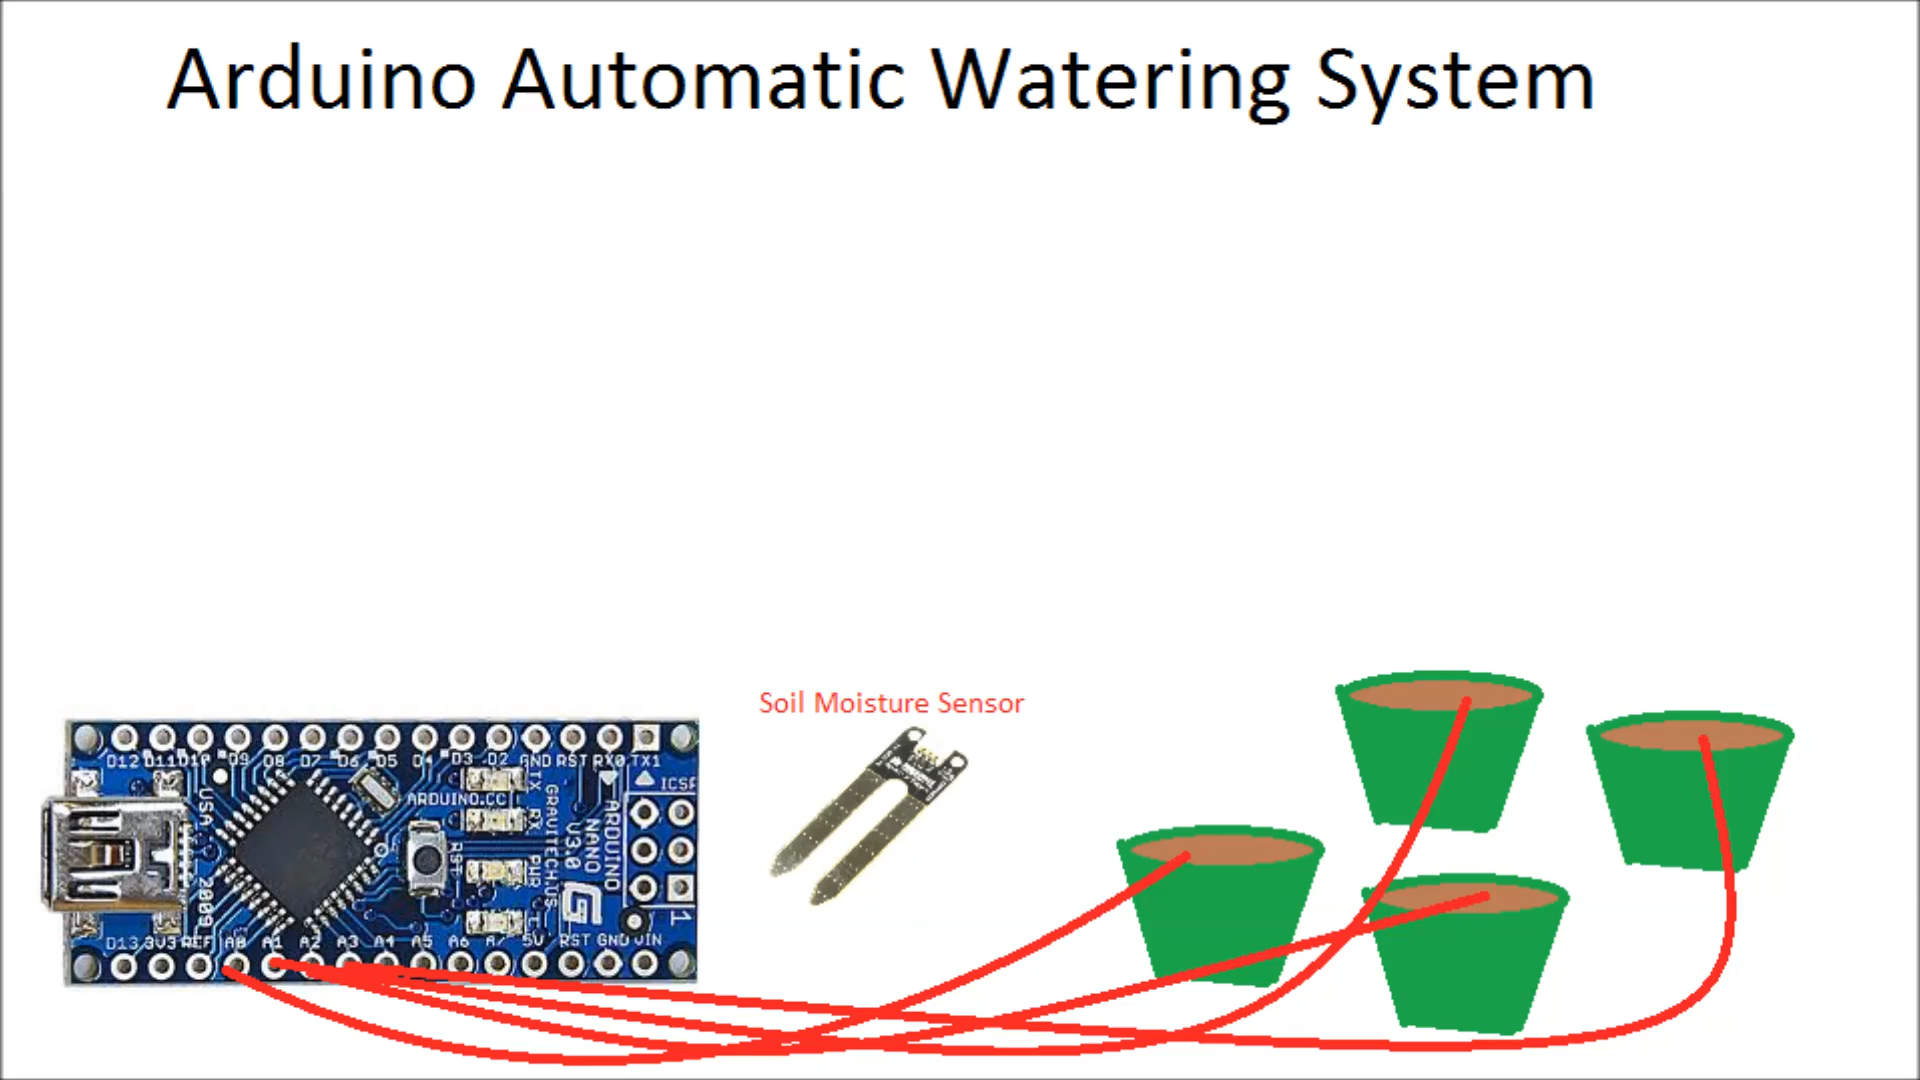 Arduino Automatic Watering System
Soil Moisture Sensor
D12 D11 D10 D9 D8 D7 D6 D5 D4 D3 D2 GND RST RX0 TX1
ICSP
TX
RX
PWR
L
ARDUINO.CC
GRAVITECH.US
ARDUINO
NANO
V3.0
RST
USA
2009
1
D13 3V3 REF A0 A1 A2 A3 A4 A5 A6 A7 5V RST GND VIN